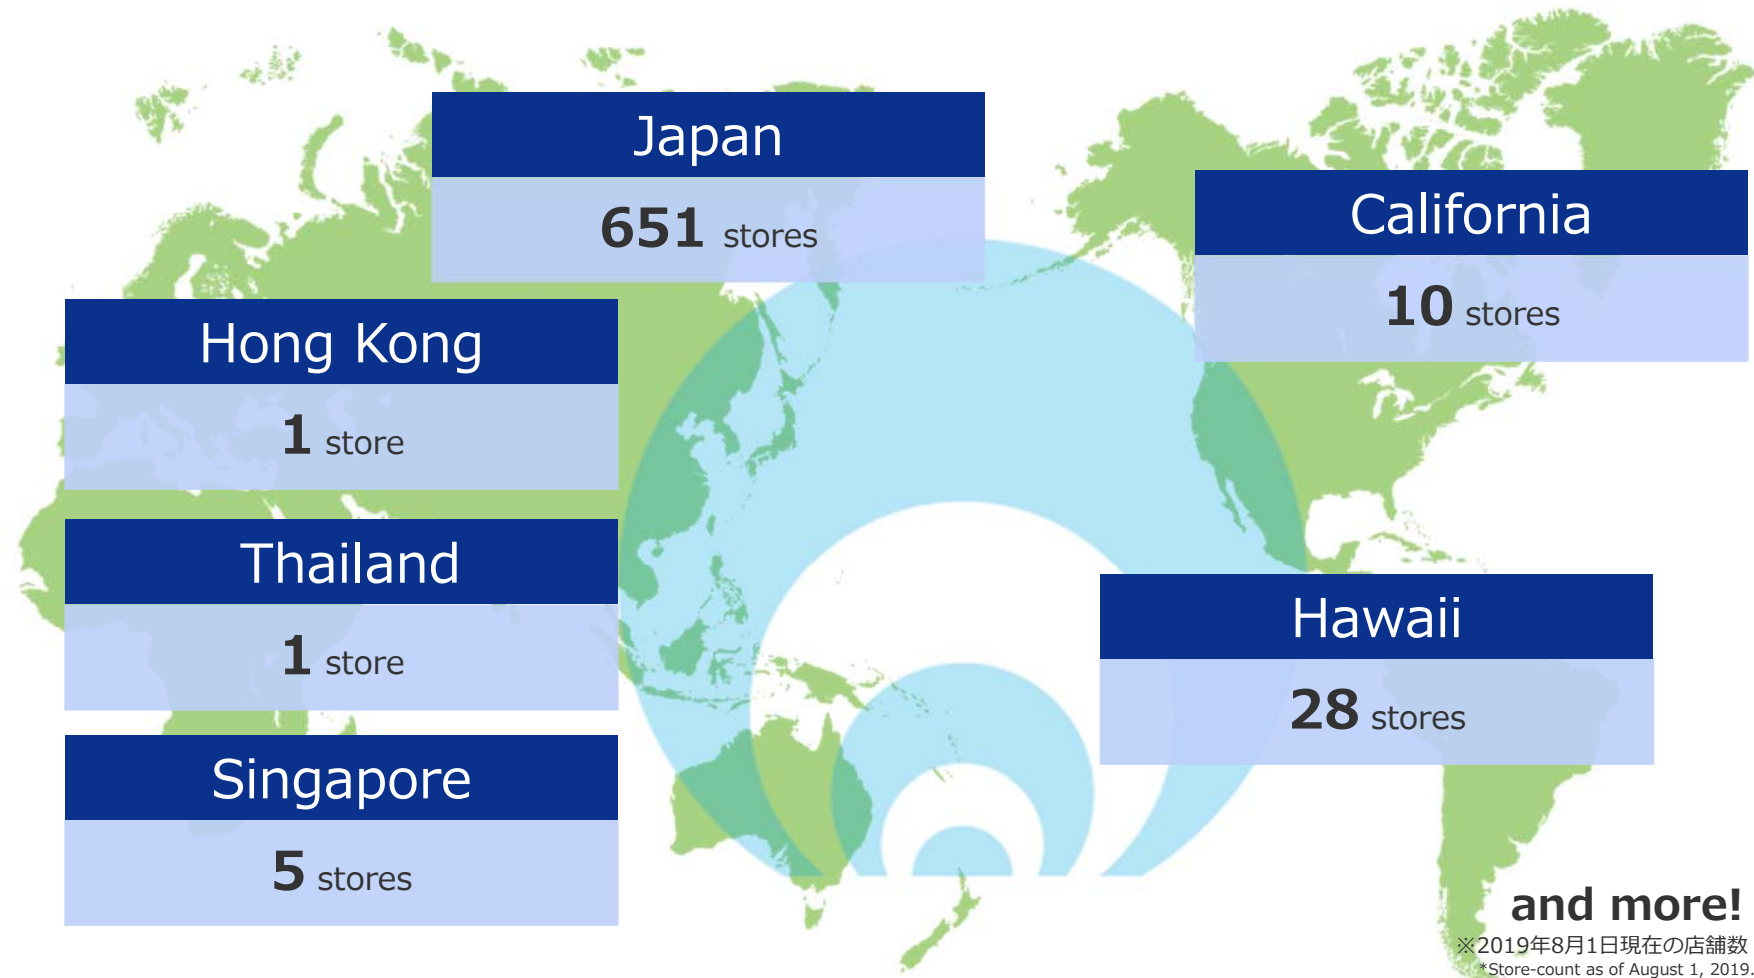 Japan
651 stores
California
10 stores
Hong Kong
1 store
Thailand
1 store
Hawaii
28 stores
Singapore
5 stores
and more!
※2019年8月1日現在の店舗数
*Store-count as of August 1, 2019.